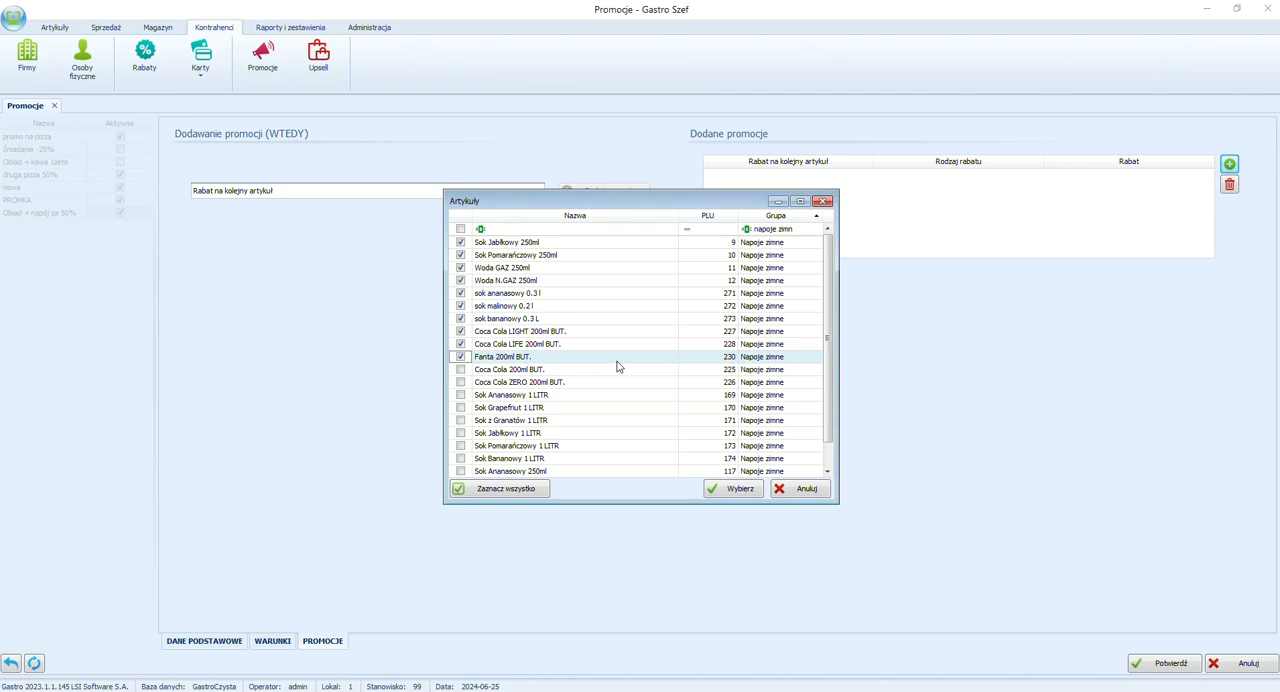 Promocje - Gastro Szef
Artykuły Sprzedaż Magazyn Kontrahenci Raporty i zestawienia Administracja
Firmy Osoby fizyczne Rabaty Karty Promocje Upsell
Promocje
Nazwa Aktywna
promo na pizza
Śniadanie -25%
Obiad + kawa 1zeta
druga pizza 50%
nowa
PROMKA
Obiad + napój za 50%
Dodawanie promocji (WTEDY)
Rabat na kolejny artykuł
Dodane promocje
Rabat na kolejny artykuł Rodzaj rabatu Rabat
Artykuły
Nazwa PLU Grupa
= napoje zimn
Sok Jabłkowy 250ml 9 Napoje zimne
Sok Pomarańczowy 250ml 10 Napoje zimne
Woda GAZ 250ml 11 Napoje zimne
Woda N.GAZ 250ml 12 Napoje zimne
sok ananasowy 0.3 l 271 Napoje zimne
sok malinowy 0.2 l 272 Napoje zimne
sok bananowy 0.3 L 273 Napoje zimne
Coca Cola LIGHT 200ml BUT. 227 Napoje zimne
Coca Cola LIFE 200ml BUT. 228 Napoje zimne
Fanta 200ml BUT. 230 Napoje zimne
Coca Cola 200ml BUT. 225 Napoje zimne
Coca Cola ZERO 200ml BUT. 226 Napoje zimne
Sok Ananasowy 1 LITR 169 Napoje zimne
Sok Grapefriut 1 LITR 170 Napoje zimne
Sok z Granatów 1 LITR 171 Napoje zimne
Sok Jabłkowy 1 LITR 172 Napoje zimne
Sok Pomarańczowy 1 LITR 173 Napoje zimne
Sok Bananowy 1 LITR 174 Napoje zimne
Sok Ananasowy 250ml 117 Napoje zimne
Zaznacz wszystko Wybierz Anuluj
DANE PODSTAWOWE WARUNKI PROMOCJE
Potwierdź Anuluj
Gastro 2023.1.1.145 LSI Software S.A. Baza danych: GastroCzysta Operator: admin Lokal: 1 Stanowisko: 99 Data: 2024-06-25